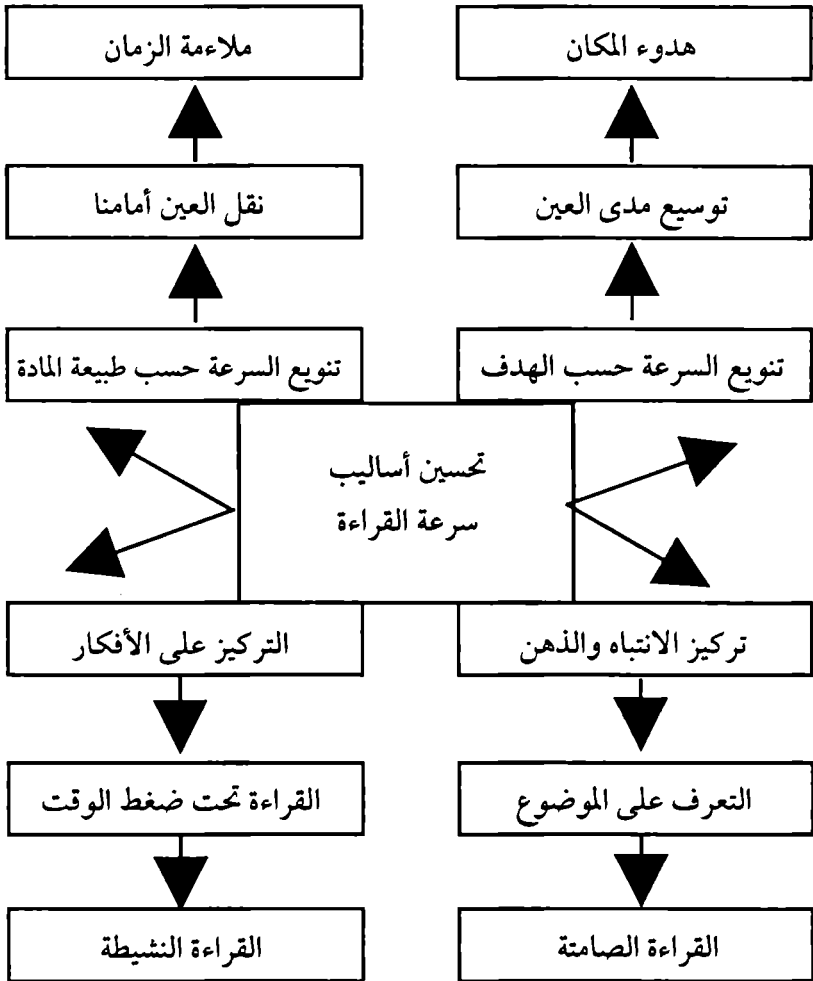 هدوء المكان
ملاءمة الزمان
توسيع مدى العين
نقل العين أمامنا
تنويع السرعة حسب الهدف
تنويع السرعة حسب طبيعة المادة
تحسين أساليب
سرعة القراءة
تركيز الانتباه والذهن
التركيز على الأفكار
التعرف على الموضوع
القراءة تحت ضغط الوقت
القراءة الصامتة
القراءة النشيطة